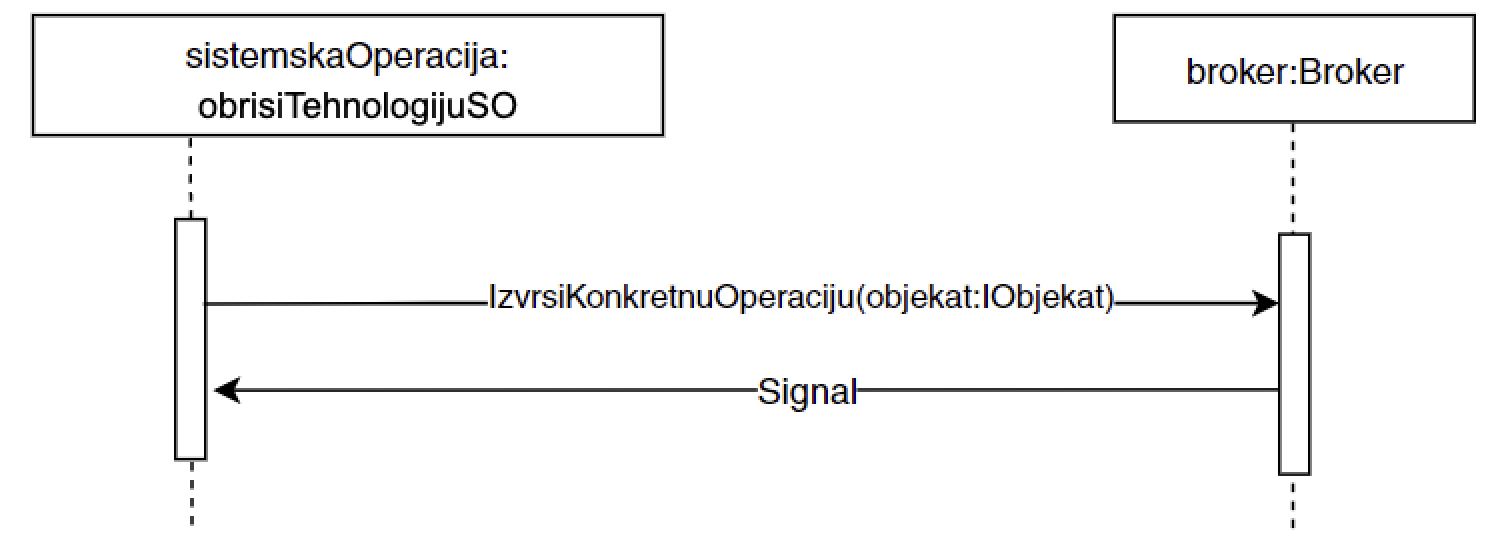 sistemskaOperacija:
obrisiTehnologijuSO
broker:Broker
IzvrsiKonkretnuOperaciju(objekat:IObjekat)
Signal